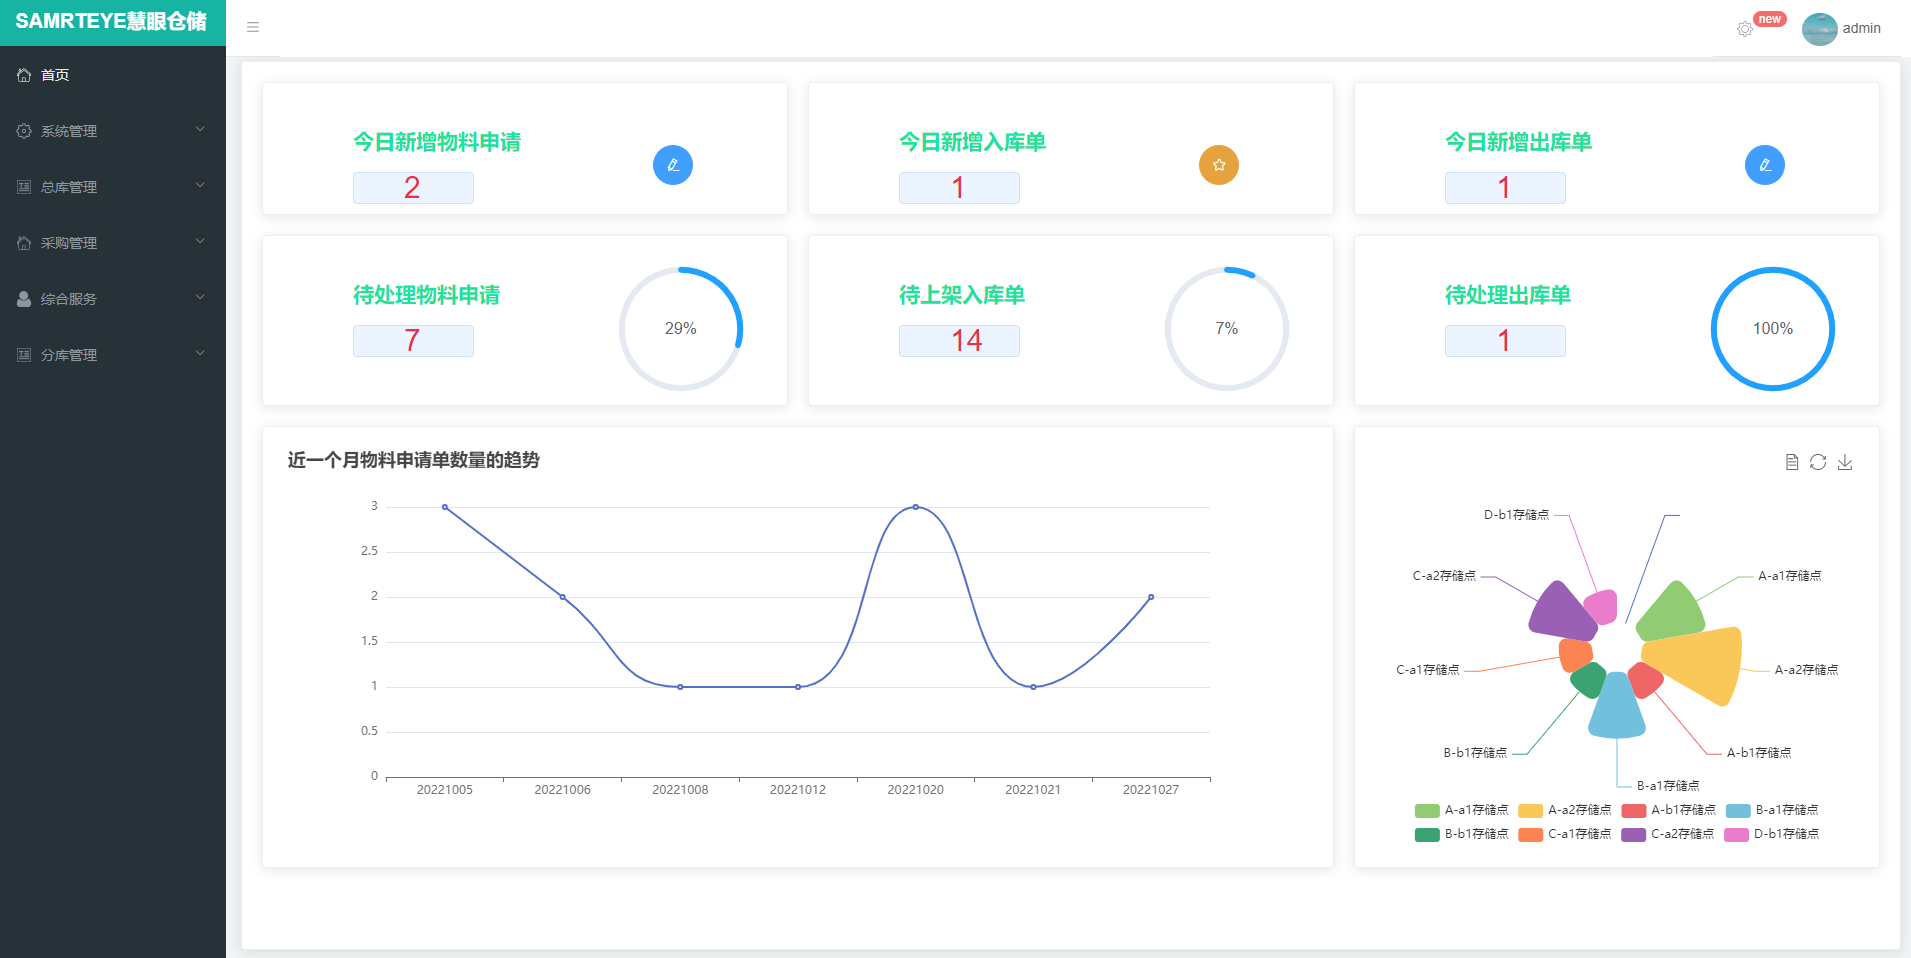 SAMRTEYE慧眼仓储
new
admin
首页
系统管理
总库管理
采购管理
综合服务
分库管理
今日新增物料申请
2
今日新增入库单
1
今日新增出库单
1
待处理物料申请
7
29%
待上架入库单
14
7%
待处理出库单
1
100%
近一个月物料申请单数量的趋势
3
2.5
2
1.5
1
0.5
0
20221005
20221006
20221008
20221012
20221020
20221021
20221027
D-b1存储点
C-a2存储点
A-a1存储点
C-a1存储点
A-a2存储点
B-b1存储点
A-b1存储点
B-a1存储点
A-a1存储点 A-a2存储点 A-b1存储点 B-a1存储点
B-b1存储点 C-a1存储点 C-a2存储点 D-b1存储点